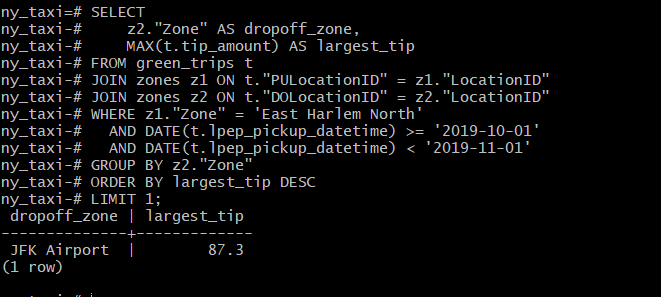 ny_taxi=# SELECT
ny_taxi-#     z2."Zone" AS dropoff_zone,
ny_taxi-#     MAX(t.tip_amount) AS largest_tip
ny_taxi-# FROM green_trips t
ny_taxi-# JOIN zones z1 ON t."PULocationID" = z1."LocationID"
ny_taxi-# JOIN zones z2 ON t."DOLocationID" = z2."LocationID"
ny_taxi-# WHERE z1."Zone" = 'East Harlem North'
ny_taxi-#   AND DATE(t.lpep_pickup_datetime) >= '2019-10-01'
ny_taxi-#   AND DATE(t.lpep_pickup_datetime) < '2019-11-01'
ny_taxi-# GROUP BY z2."Zone"
ny_taxi-# ORDER BY largest_tip DESC
ny_taxi-# LIMIT 1;
 dropoff_zone | largest_tip
--------------+-------------
 JFK Airport  |        87.3
(1 row)